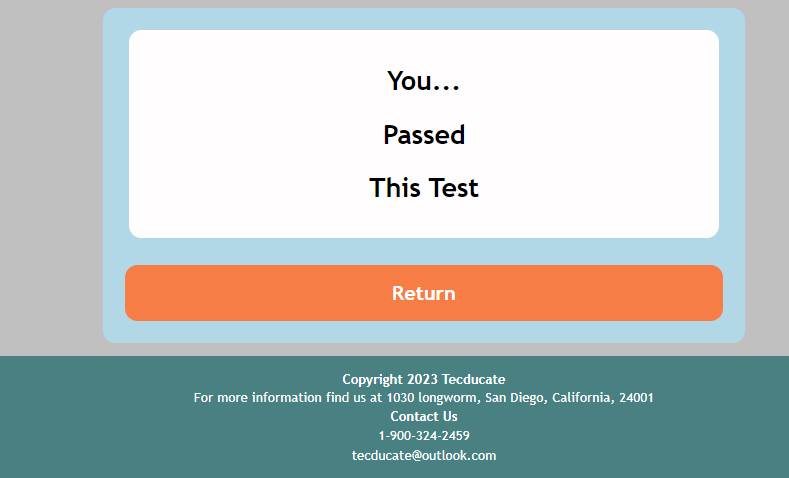 You...
Passed
This Test
Return
Copyright 2023 Tecducate
For more information find us at 1030 longworm, San Diego, California, 24001
Contact Us
1-900-324-2459
tecducate@outlook.com